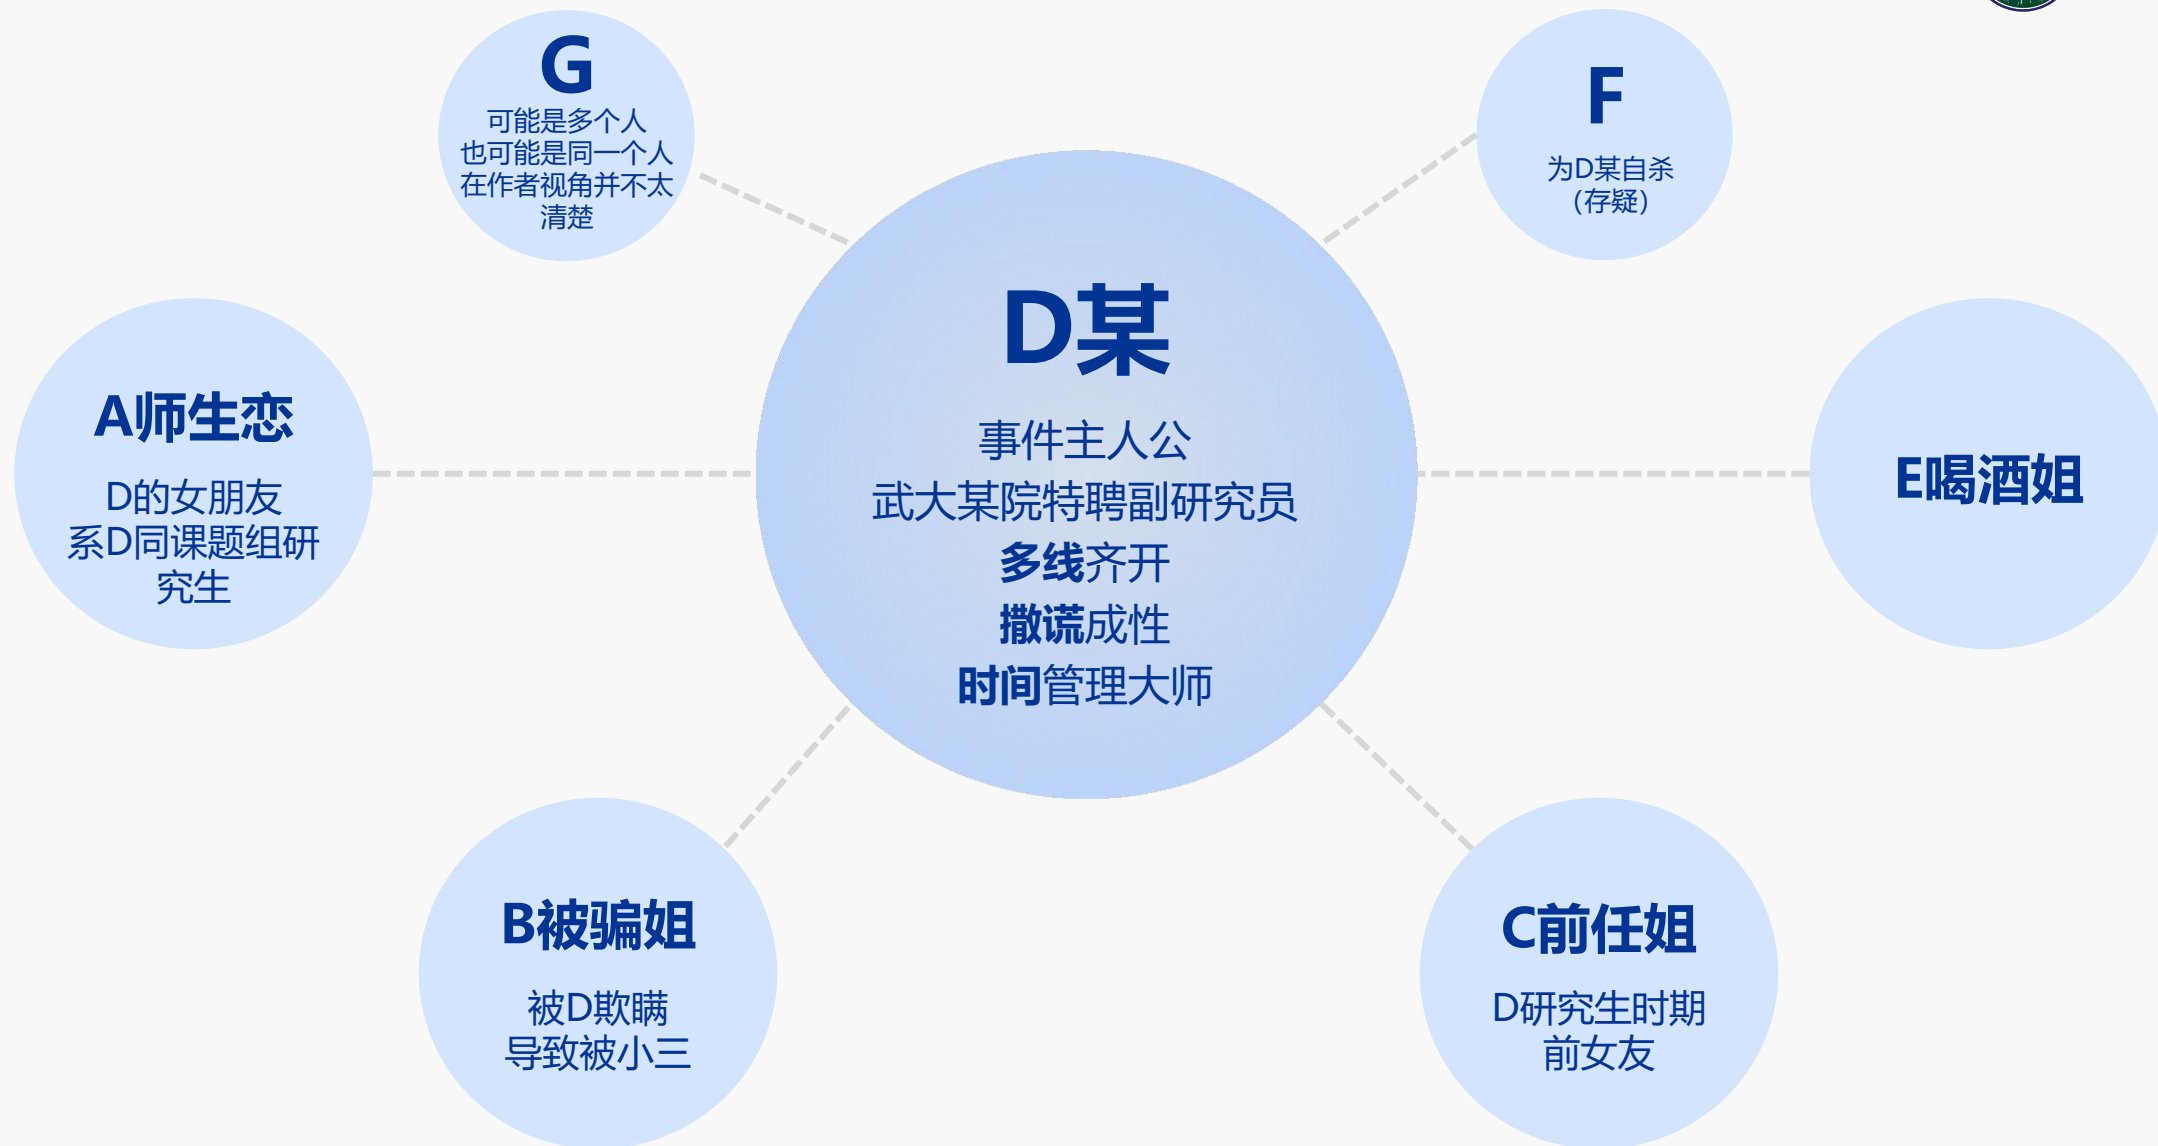 G
可能是多个人
也可能是同一个人
在作者视角并不太
清楚
F
为D某自杀
(存疑)
D某
事件主人公
武大某院特聘副研究员
多线齐开
撒谎成性
时间管理大师
A师生恋
D的女朋友
系D同课题组研
究生
E喝酒姐
B被骗姐
被D欺瞒
导致被小三
C前任姐
D研究生时期
前女友